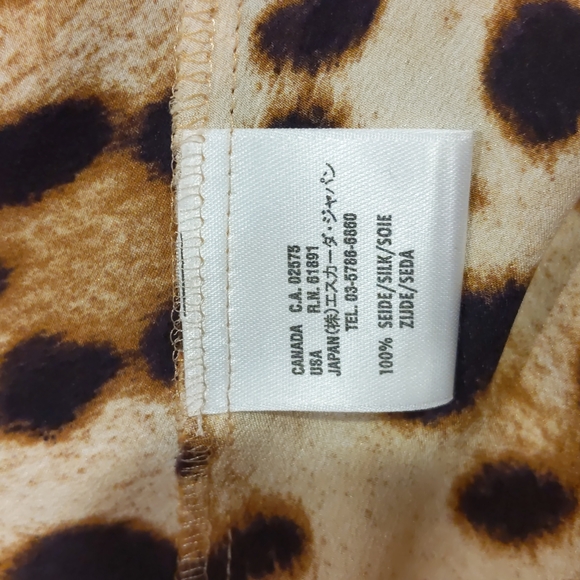 CANADA C.A. 02575
USA R.N. 61891
JAPAN(株)エスカーダ・ジャパン
TEL. 03-5786-6860
100% SEIDE/SILK/SOIE
ZIJDE/SEDA